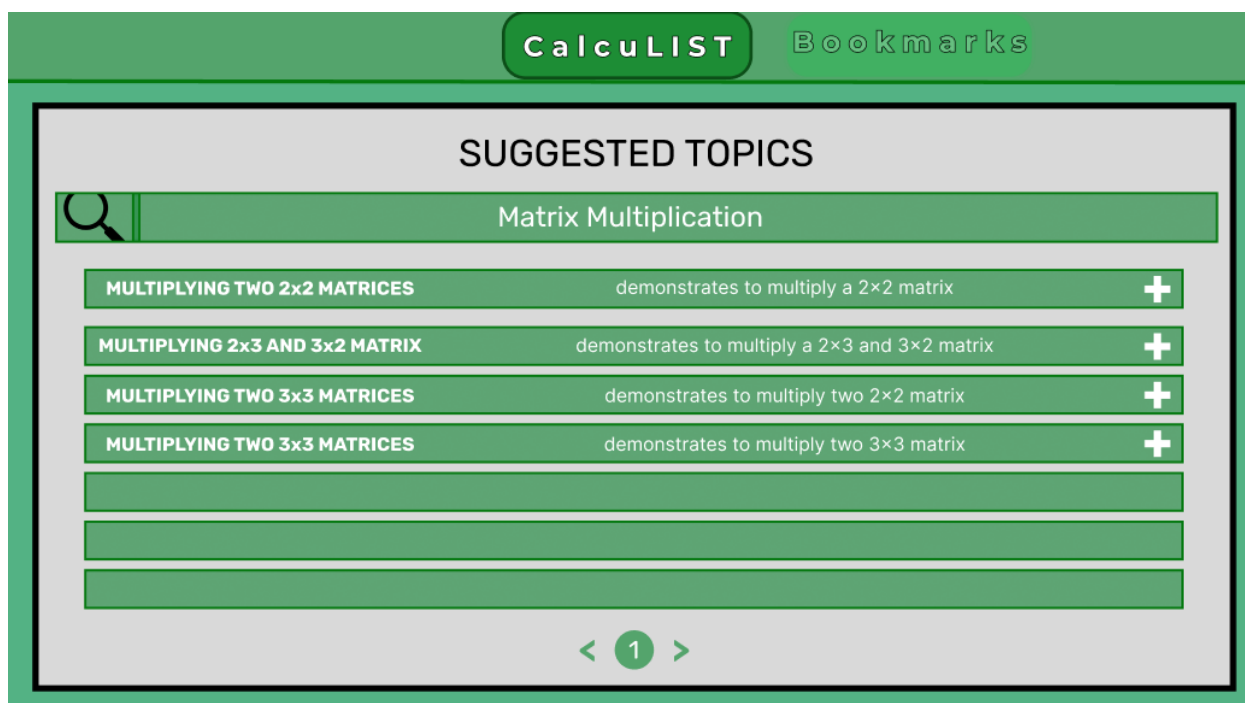 CalcuLIST Bookmarks
SUGGESTED TOPICS
Matrix Multiplication
MULTIPLYING TWO 2x2 MATRICES demonstrates to multiply a 2×2 matrix
MULTIPLYING 2x3 AND 3x2 MATRIX demonstrates to multiply a 2×3 and 3×2 matrix
MULTIPLYING TWO 3x3 MATRICES demonstrates to multiply two 2×2 matrix
MULTIPLYING TWO 3x3 MATRICES demonstrates to multiply two 3×3 matrix
< 1 >